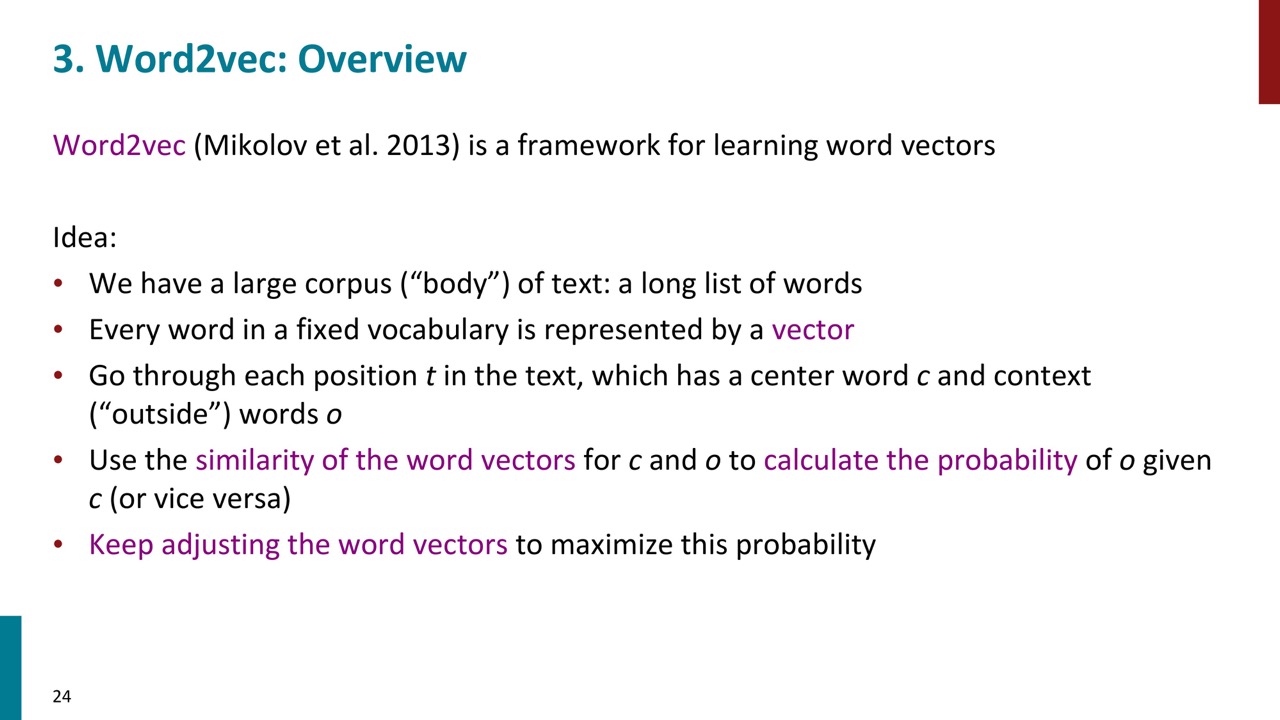 3. Word2vec: Overview
Word2vec (Mikolov et al. 2013) is a framework for learning word vectors
Idea:
• We have a large corpus (“body”) of text: a long list of words
• Every word in a fixed vocabulary is represented by a vector
• Go through each position t in the text, which has a center word c and context
(“outside”) words o
• Use the similarity of the word vectors for c and o to calculate the probability of o given
c (or vice versa)
• Keep adjusting the word vectors to maximize this probability
24